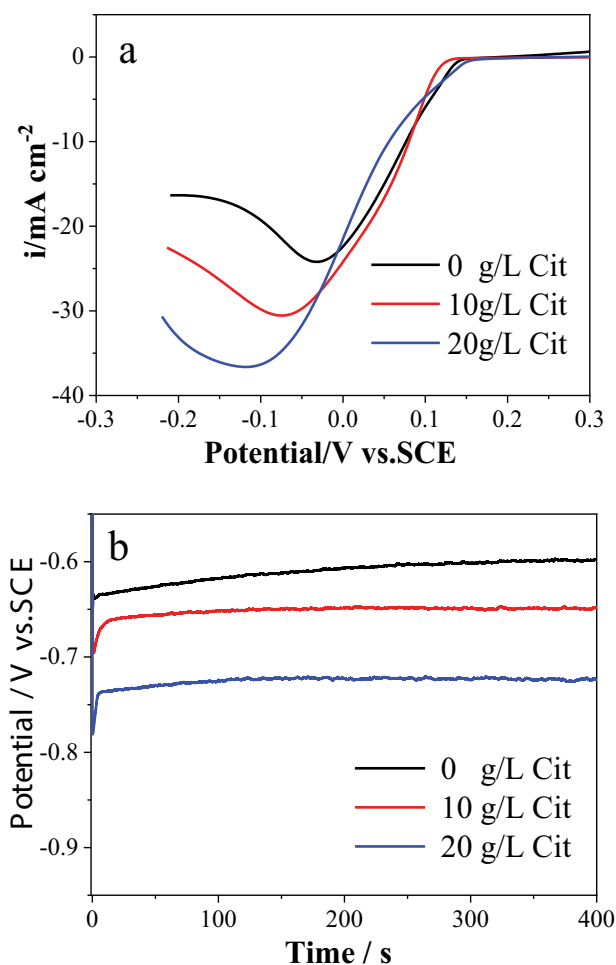 a
0
-10
-20
-30
-40
i/mA cm-2
0 g/L Cit
10g/L Cit
20g/L Cit
-0.3 -0.2 -0.1 0.0 0.1 0.2 0.3
Potential/V vs.SCE
b
-0.6
-0.7
-0.8
-0.9
Potential / V vs.SCE
0 g/L Cit
10 g/L Cit
20 g/L Cit
0 100 200 300 400
Time / s